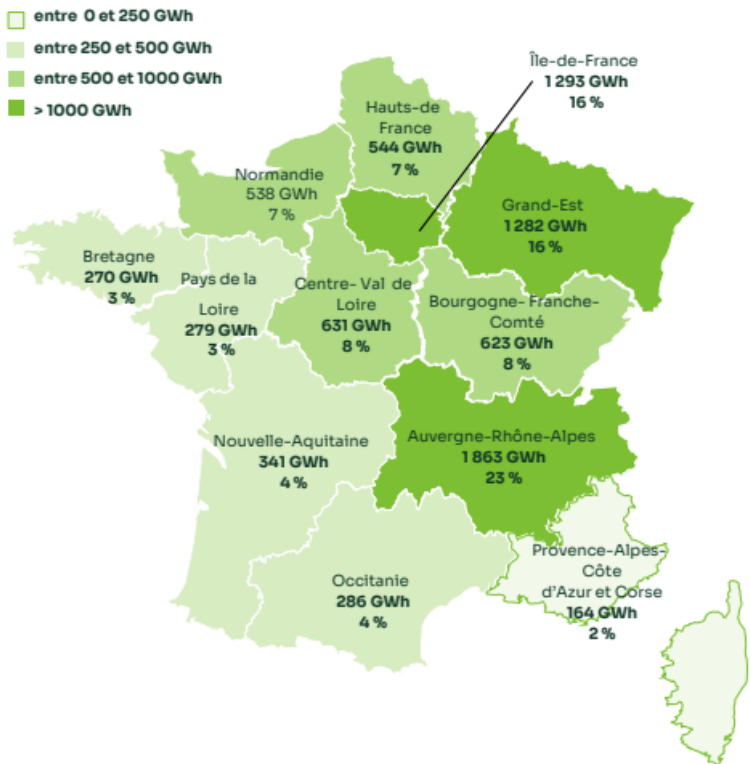 entre 0 et 250 GWh
entre 250 et 500 GWh
entre 500 et 1000 GWh
> 1000 GWh
Île-de-France
1 293 GWh
16 %
Hauts-de
France
544 GWh
7 %
Normandie
538 GWh
7 %
Grand-Est
1 282 GWh
16 %
Bretagne
270 GWh
3 %
Pays de la
Loire
279 GWh
3 %
Centre- Val de
Loire
631 GWh
8 %
Bourgogne- Franche-
Comté
623 GWh
8 %
Nouvelle-Aquitaine
341 GWh
4 %
Auvergne-Rhône-Alpes
1 863 GWh
23 %
Occitanie
286 GWh
4 %
Provence-Alpes-
Côte
d'Azur et Corse
164 GWh
2 %